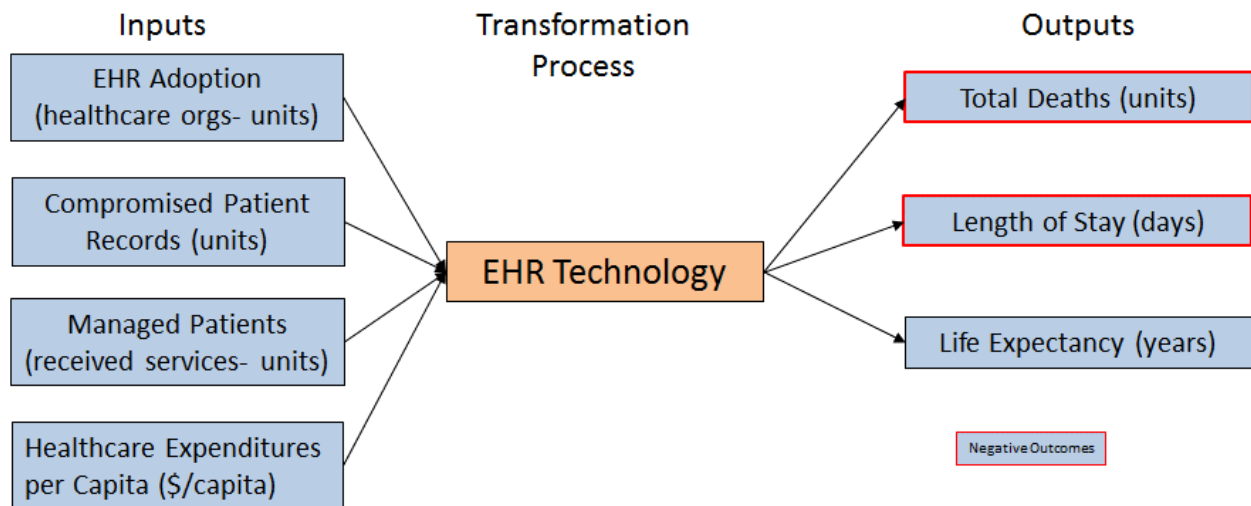 Inputs
Transformation
Process
Outputs
EHR Adoption
(healthcare orgs- units)
Compromised Patient
Records (units)
Managed Patients
(received services- units)
Healthcare Expenditures
per Capita ($/capita)
EHR Technology
Total Deaths (units)
Length of Stay (days)
Life Expectancy (years)
Negative Outcomes